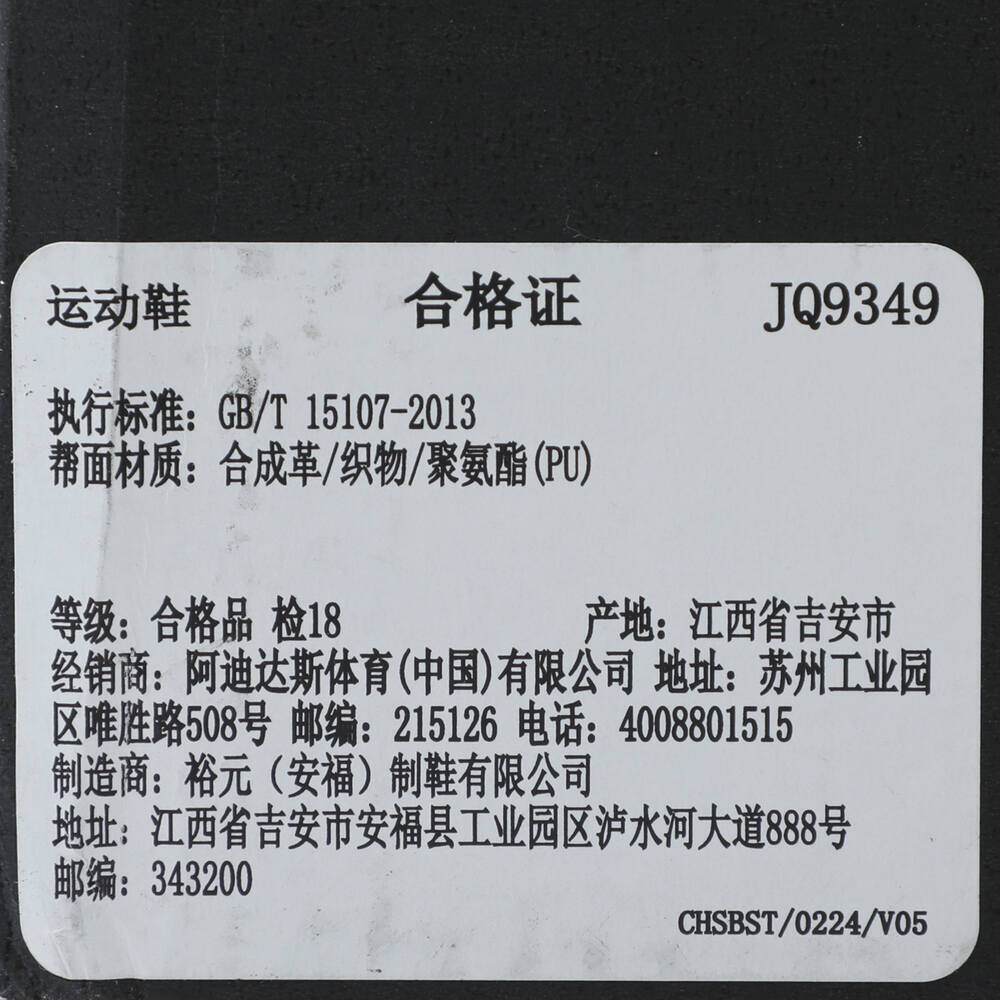 运动鞋 合格证 JQ9349
执行标准：GB/T 15107-2013
帮面材质：合成革/织物/聚氨酯(PU)
等级：合格品 检18 产地：江西省吉安市
经销商：阿迪达斯体育(中国)有限公司 地址：苏州工业园
区唯胜路508号 邮编：215126 电话：4008801515
制造商：裕元（安福）制鞋有限公司
地址：江西省吉安市安福县工业园区泸水河大道888号
邮编：343200
CHSBST/0224/V05